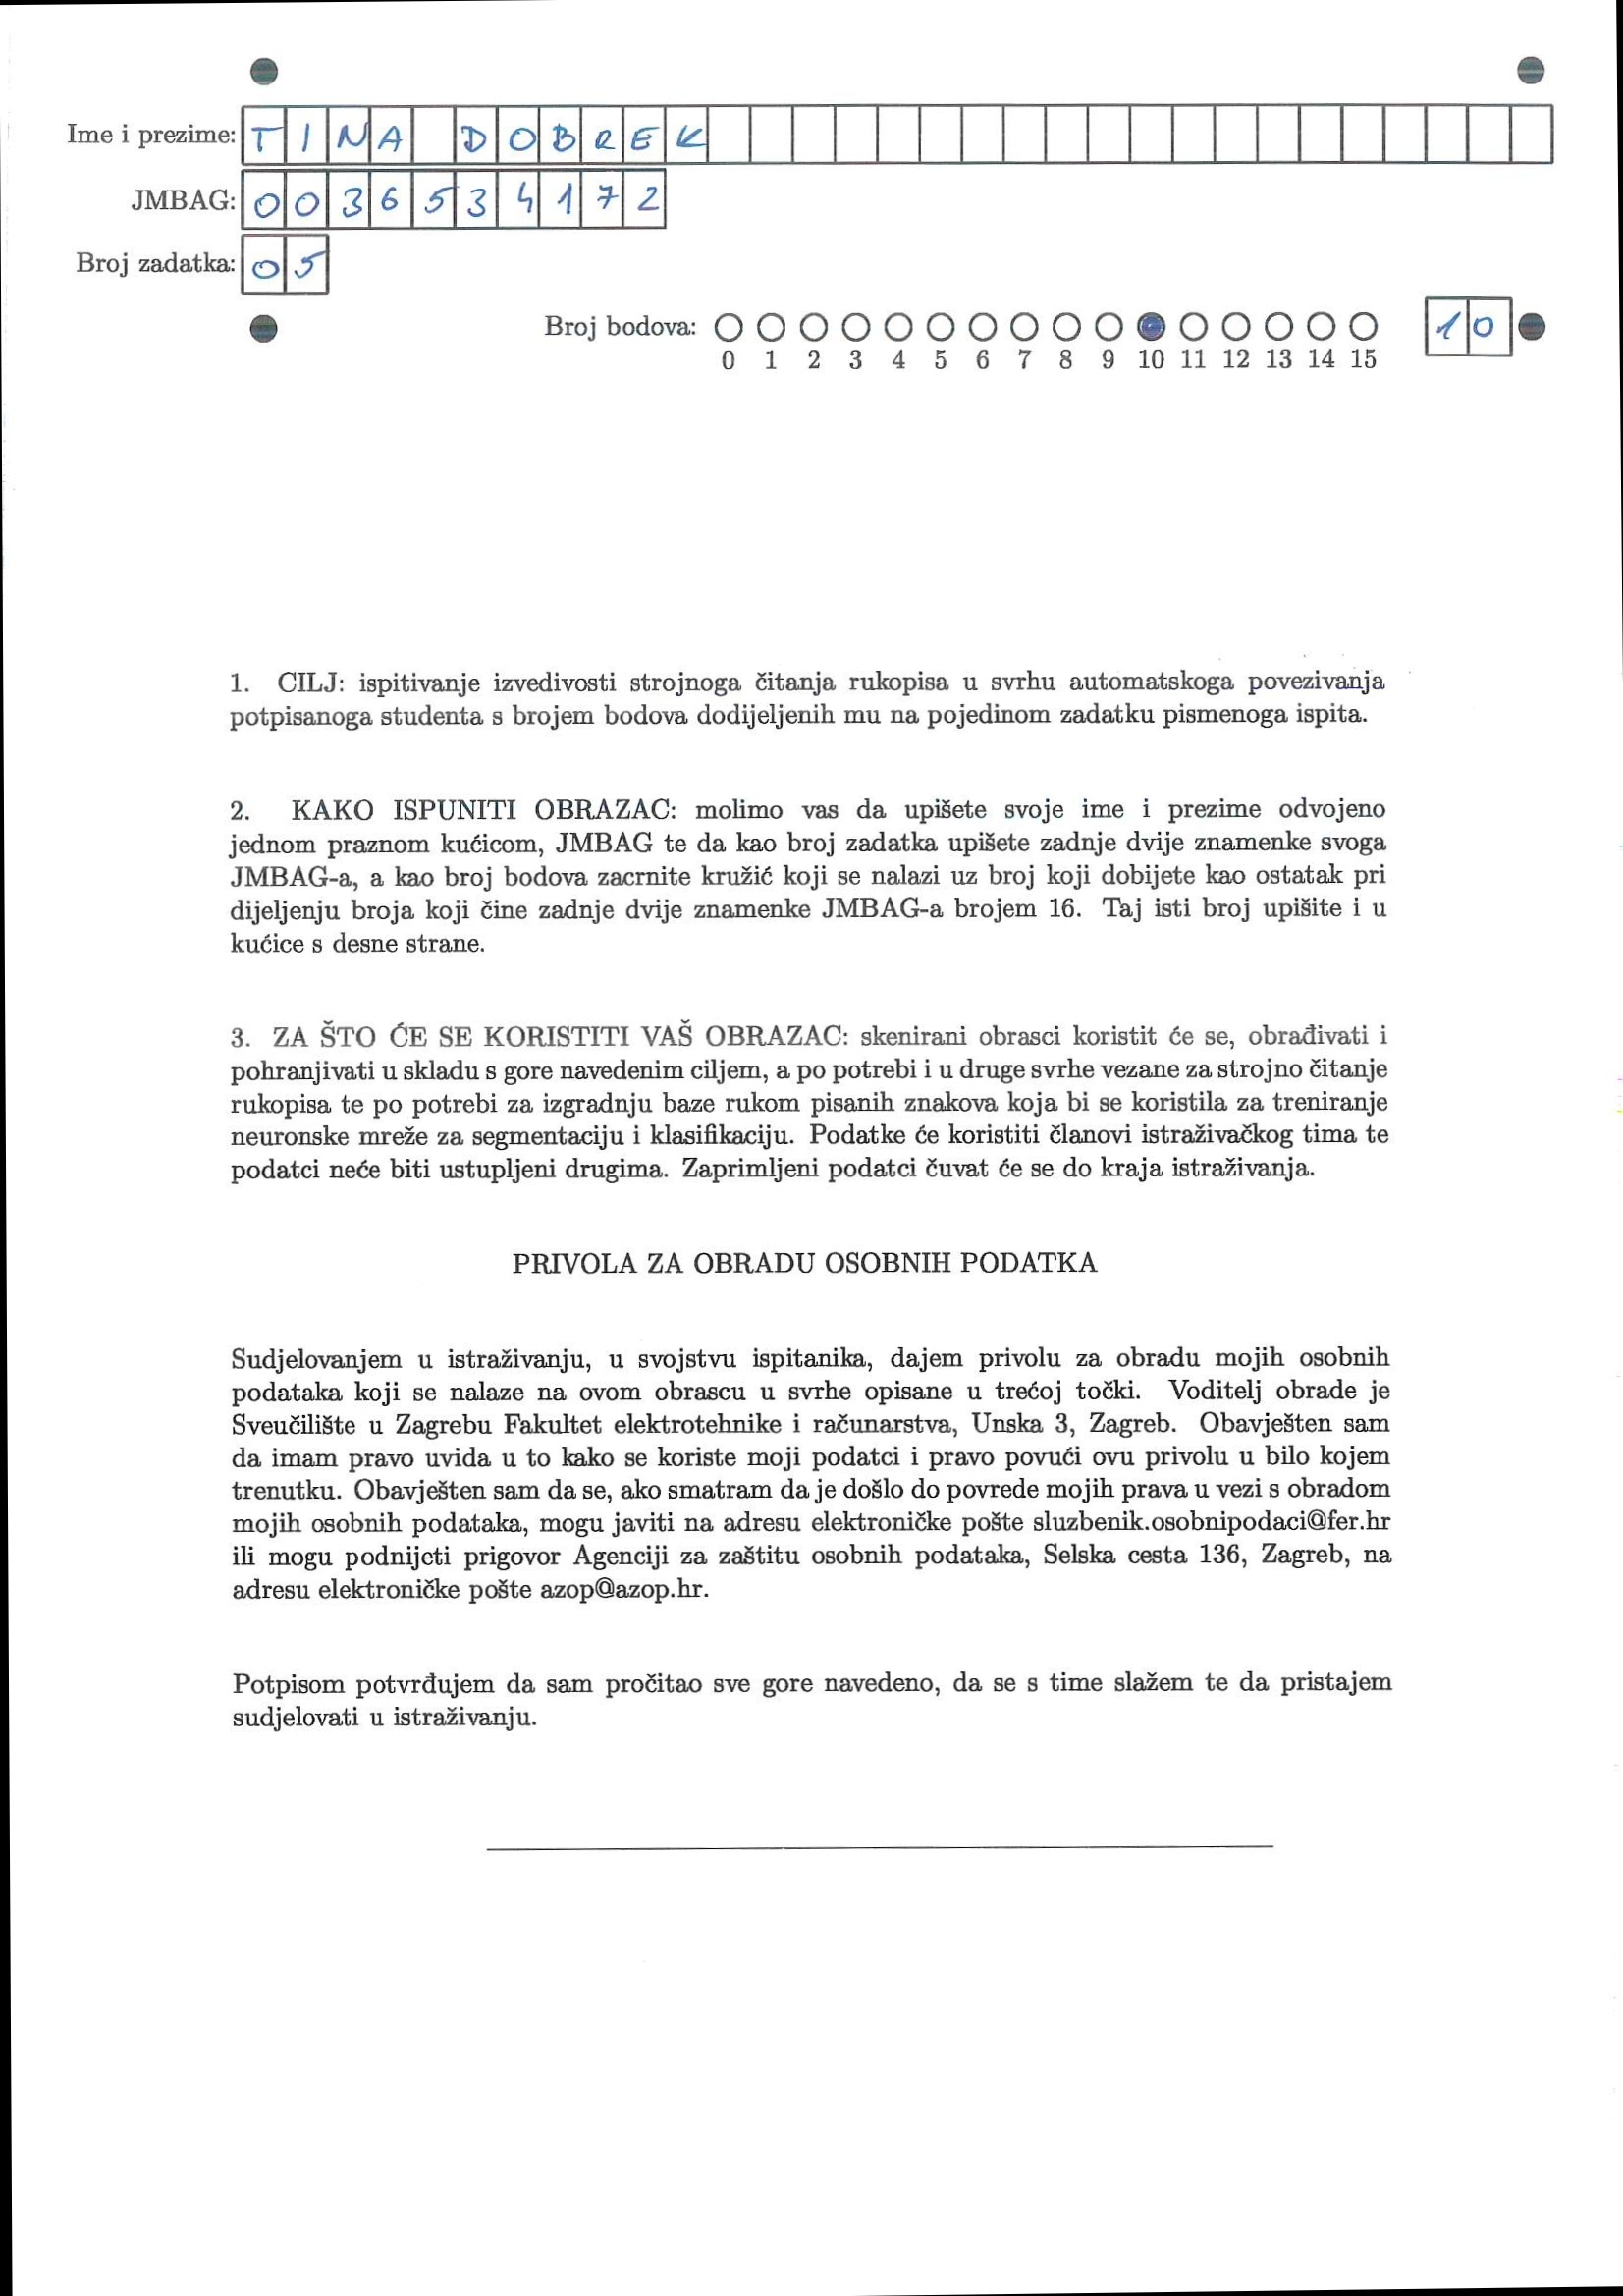 Ime i prezime: TINA DOBREK
JMBAG: 0036534172
Broj zadatka: 05
Broj bodova: 10
0 1 2 3 4 5 6 7 8 9 10 11 12 13 14 15
1. CILJ: ispitivanje izvedivosti strojnoga čitanja rukopisa u svrhu automatskoga povezivanja
potpisanoga studenta s brojem bodova dodijeljenih mu na pojedinom zadatku pismenoga ispita.
2. KAKO ISPUNITI OBRAZAC: molimo vas da upišete svoje ime i prezime odvojeno
jednom praznom kućicom, JMBAG te da kao broj zadatka upišete zadnje dvije znamenke svoga
JMBAG-a, a kao broj bodova zacrnite kružić koji se nalazi uz broj koji dobijete kao ostatak pri
dijeljenju broja koji čine zadnje dvije znamenke JMBAG-a brojem 16. Taj isti broj upišite i u
kućice s desne strane.
3. ZA ŠTO ĆE SE KORISTITI VAŠ OBRAZAC: skenirani obrasci koristit će se, obrađivati i
pohranjivati u skladu s gore navedenim ciljem, a po potrebi i u druge svrhe vezane za strojno čitanje
rukopisa te po potrebi za izgradnju baze rukom pisanih znakova koja bi se koristila za treniranje
neuronske mreže za segmentaciju i klasifikaciju. Podatke će koristiti članovi istraživačkog tima te
podatci neće biti ustupljeni drugima. Zaprimljeni podatci čuvat će se do kraja istraživanja.
PRIVOLA ZA OBRADU OSOBNIH PODATKA
Sudjelovanjem u istraživanju, u svojstvu ispitanika, dajem privolu za obradu mojih osobnih
podataka koji se nalaze na ovom obrascu u svrhe opisane u trećoj točki. Voditelj obrade je
Sveučilište u Zagrebu Fakultet elektrotehnike i računarstva, Unska 3, Zagreb. Obavješten sam
da imam pravo uvida u to kako se koriste moji podatci i pravo povući ovu privolu u bilo kojem
trenutku. Obavješten sam da se, ako smatram da je došlo do povrede mojih prava u vezi s obradom
mojih osobnih podataka, mogu javiti na adresu elektroničke pošte sluzbenik.osobnipodaci@fer.hr
ili mogu podnijeti prigovor Agenciji za zaštitu osobnih podataka, Selska cesta 136, Zagreb, na
adresu elektroničke pošte azop@azop.hr.
Potpisom potvrđujem da sam pročitao sve gore navedeno, da se s time slažem te da pristajem
sudjelovati u istraživanju.